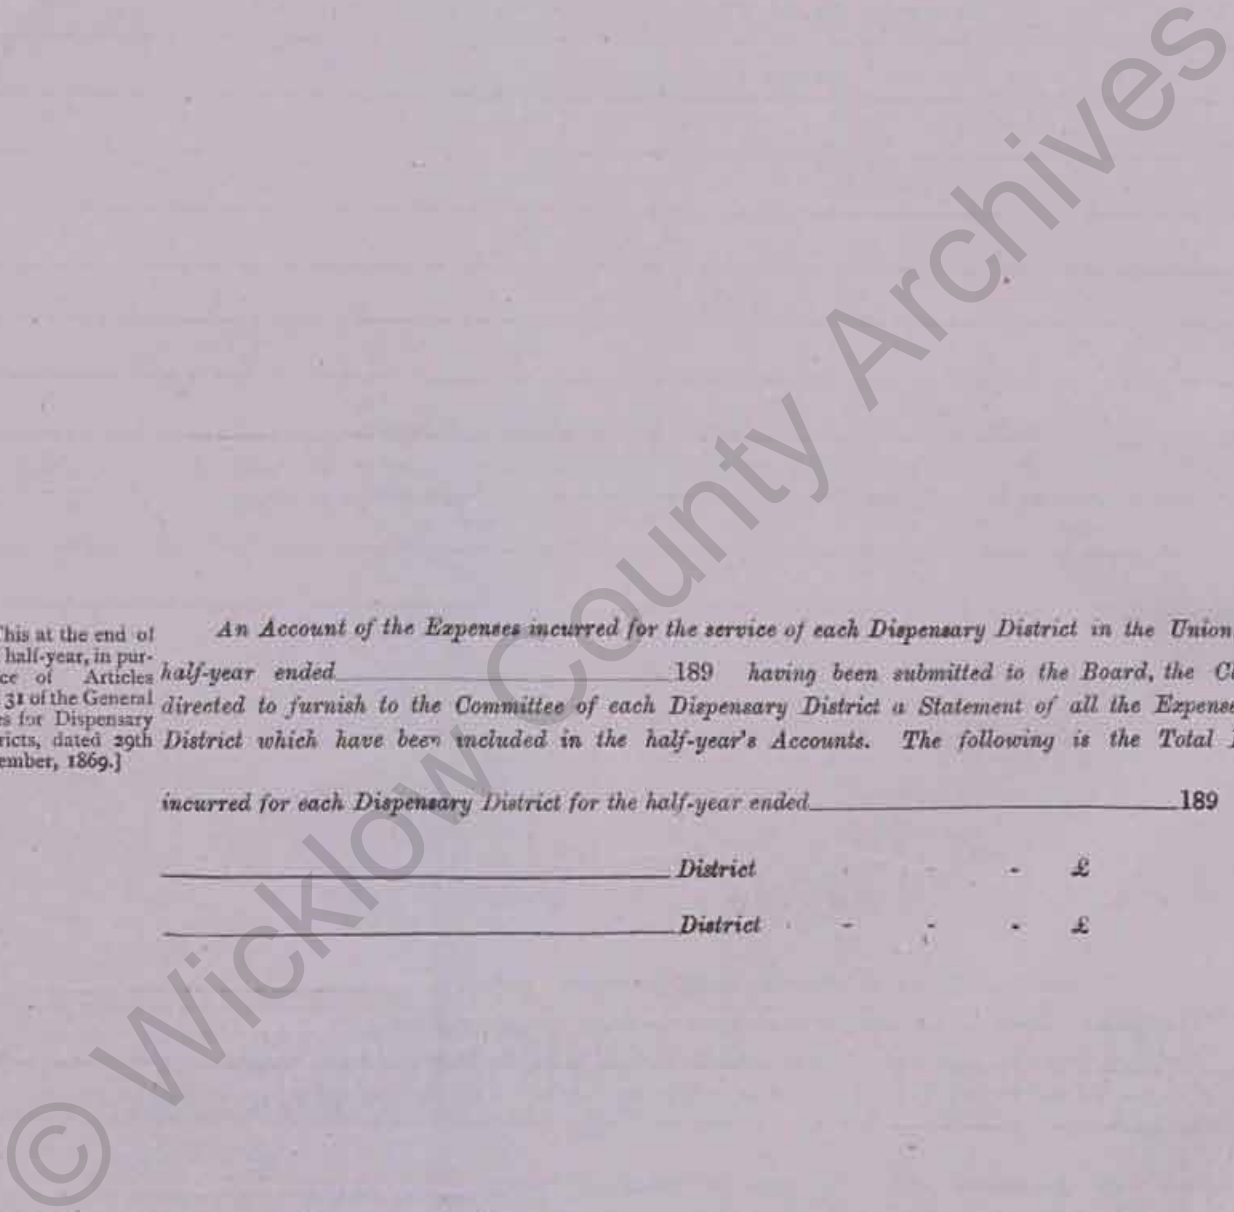 his at the end of
half-year, in pur-
ce of Articles
31 of the General
s for Dispensary
ricts, dated 29th
ember, 1869.]
An Account of the Expenses incurred for the service of each Dispensary District in the Union
half-year ended 189 having been submitted to the Board, the C
directed to furnish to the Committee of each Dispensary District a Statement of all the Expense
District which have been included in the half-year's Accounts. The following is the Total
incurred for each Dispensary District for the half-year ended 189
District - - - £
District - - - £
© Wicklow County Archives